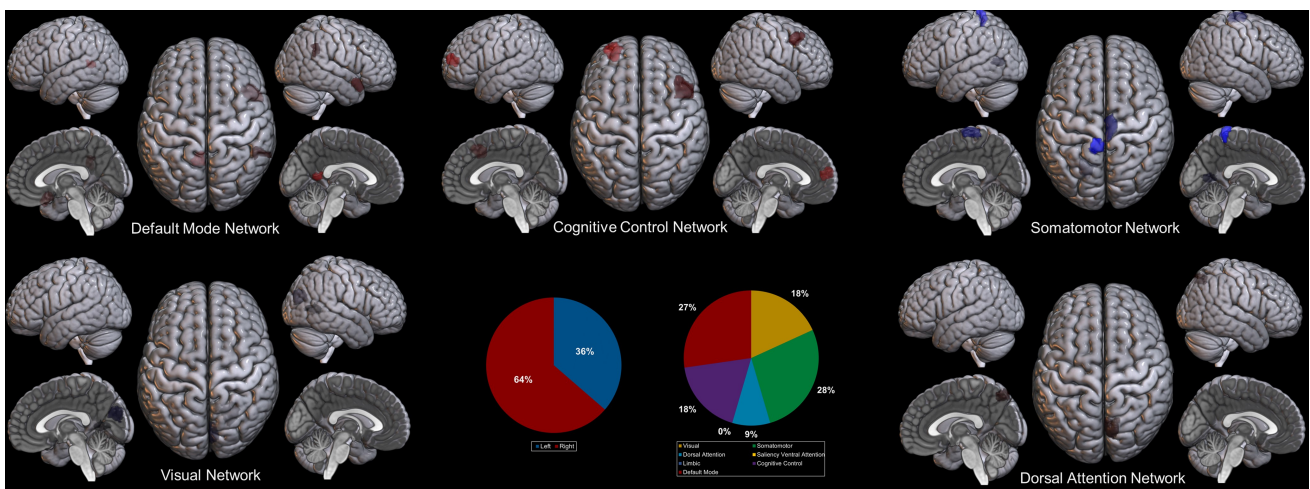 Default Mode Network
Cognitive Control Network
Somatomotor Network
36%
64%
Left Right
27%
18%
28%
18%
0%
9%
Visual Somatomotor
Dorsal Attention Saliency Ventral Attention
Limbic Cognitive Control
Default Mode
Visual Network
Dorsal Attention Network